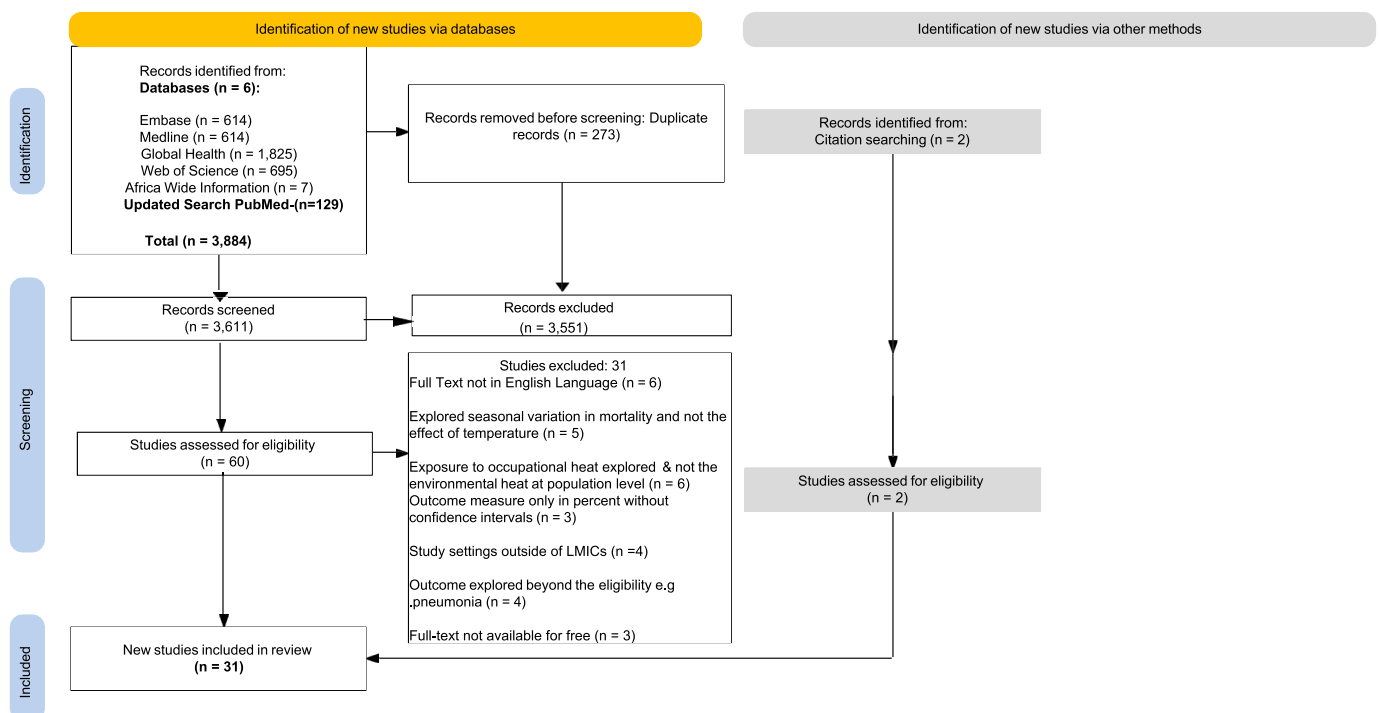 Identification of new studies via databases
Identification of new studies via other methods
Identification
Records identified from:
Databases (n = 6):
Embase (n = 614)
Medline (n = 614)
Global Health (n = 1,825)
Web of Science (n = 695)
Africa Wide Information (n = 7)
Updated Search PubMed-(n=129)
Total (n = 3,884)
Records removed before screening: Duplicate
records (n = 273)
Records identified from:
Citation searching (n = 2)
Screening
Records screened
(n = 3,611)
Records excluded
(n = 3,551)
Studies assessed for eligibility
(n = 60)
Studies excluded: 31
Full Text not in English Language (n = 6)
Explored seasonal variation in mortality and not the
effect of temperature (n = 5)
Exposure to occupational heat explored & not the
environmental heat at population level (n = 6)
Outcome measure only in percent without
confidence intervals (n = 3)
Study settings outside of LMICs (n =4)
Outcome explored beyond the eligibility e.g
.pneumonia (n = 4)
Full-text not available for free (n = 3)
Studies assessed for eligibility
(n = 2)
Included
New studies included in review
(n = 31)